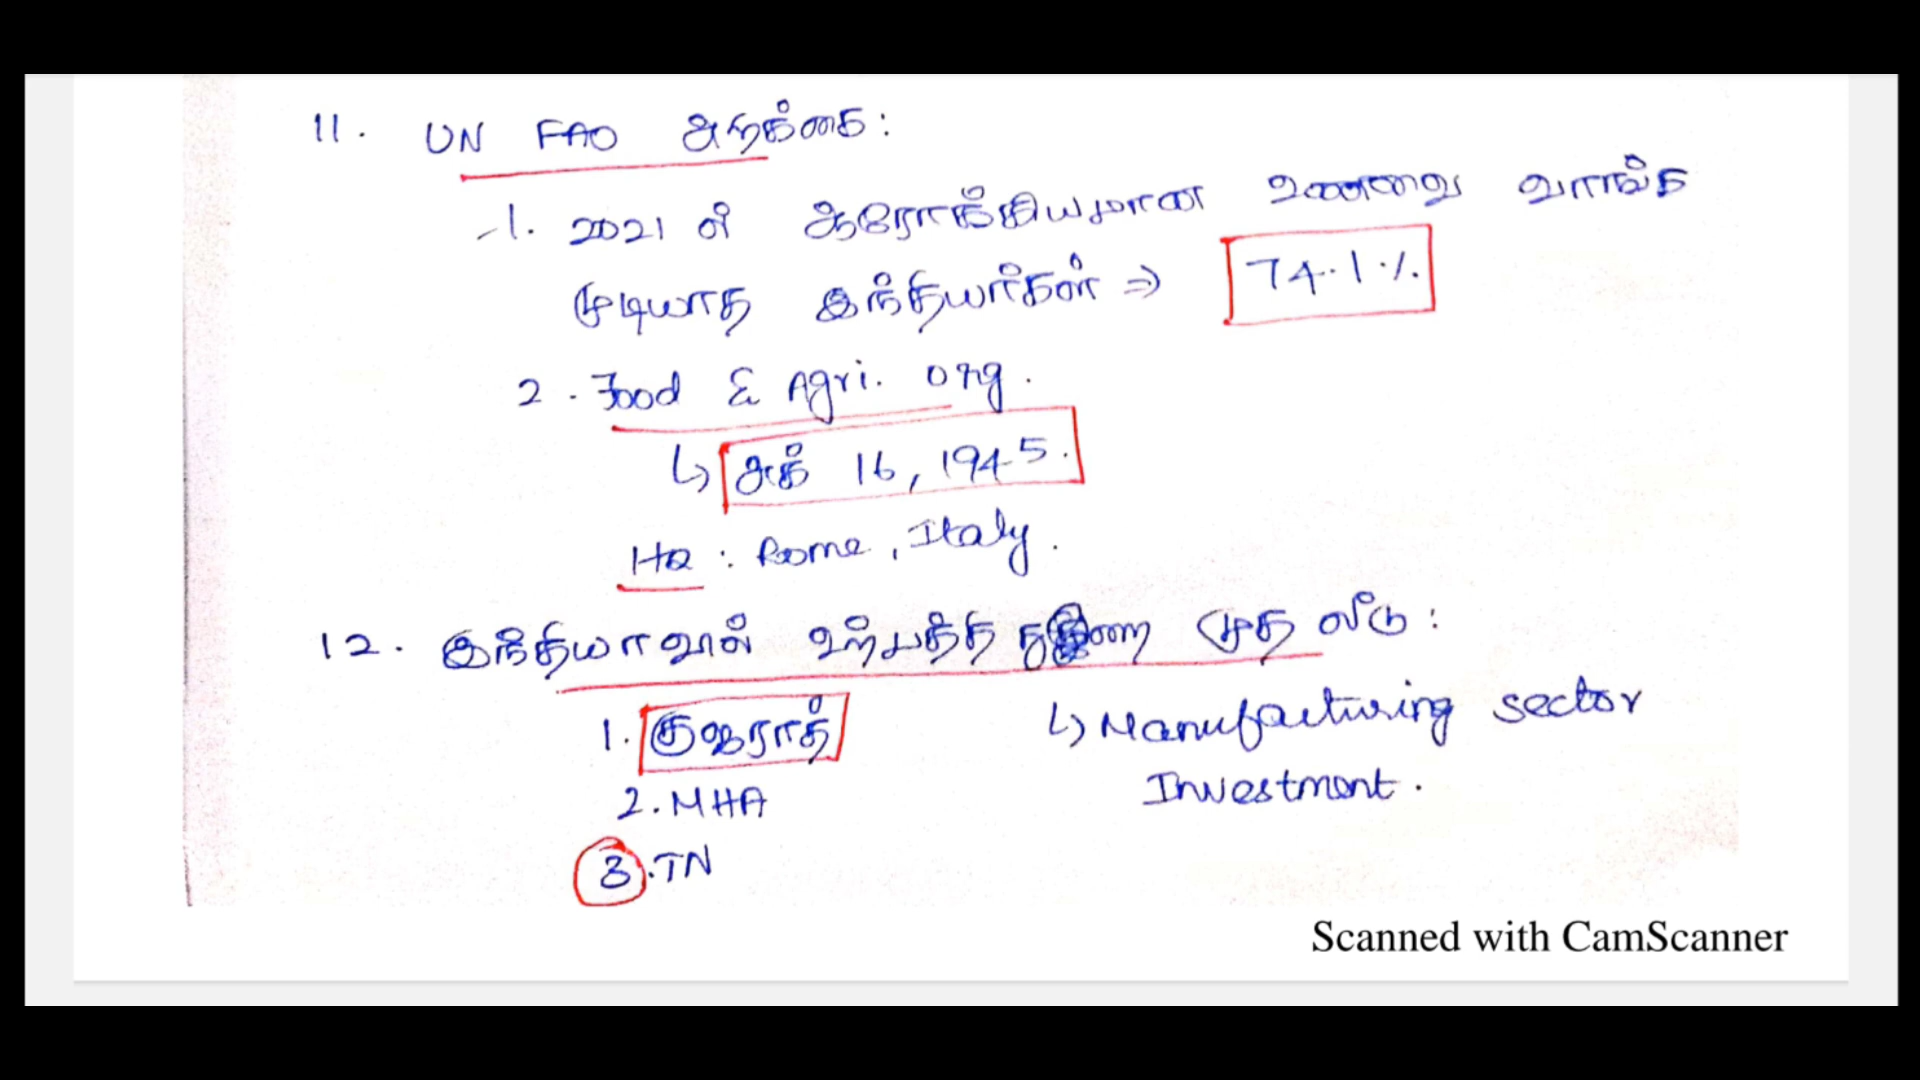 11. UN FAO அறிக்கை:
1. 2021 ல் ஆரோக்கியமான உணவை வாங்க
முடியாத இந்தியர்கள் ⇒ 74.1%
2. Food & Agri. org.
↳ அக் 16, 1945.
HQ : Rome, Italy.
12. இந்தியாவில் உற்பத்தி முதலீடு :
1. குஜராத் ↳ Manufacturing sector
2. MHA Investment.
3. TN
Scanned with CamScanner